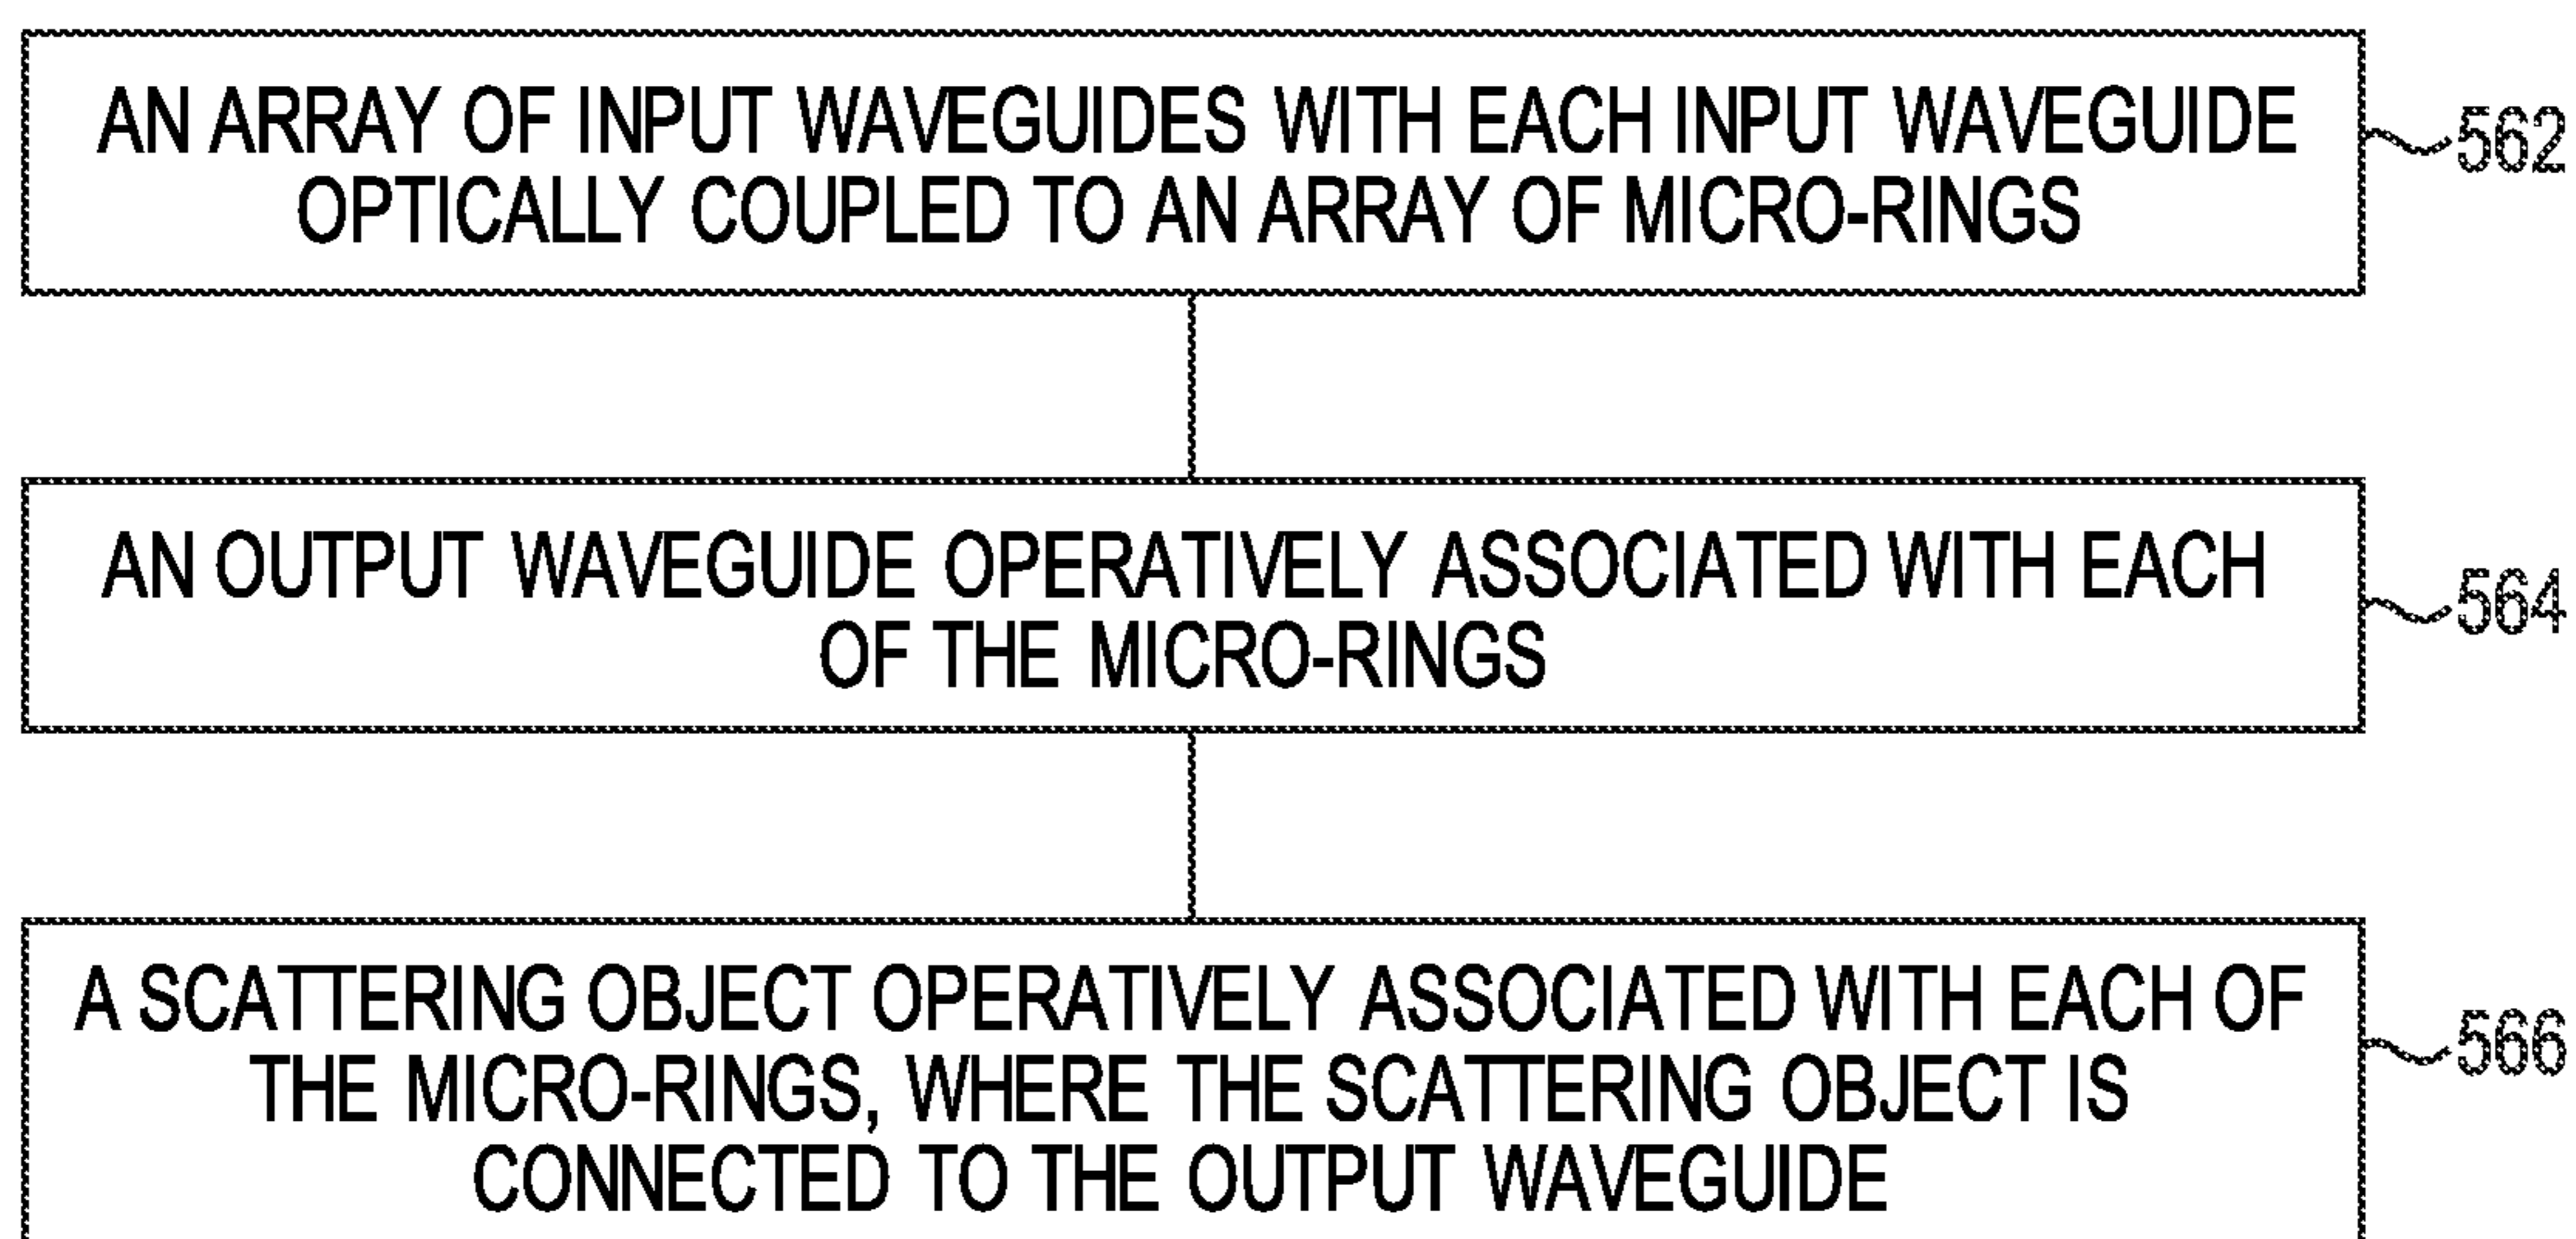 AN ARRAY OF INPUT WAVEGUIDES WITH EACH INPUT WAVEGUIDE
OPTICALLY COUPLED TO AN ARRAY OF MICRO-RINGS
562
AN OUTPUT WAVEGUIDE OPERATIVELY ASSOCIATED WITH EACH
OF THE MICRO-RINGS
564
A SCATTERING OBJECT OPERATIVELY ASSOCIATED WITH EACH OF
THE MICRO-RINGS, WHERE THE SCATTERING OBJECT IS
CONNECTED TO THE OUTPUT WAVEGUIDE
566